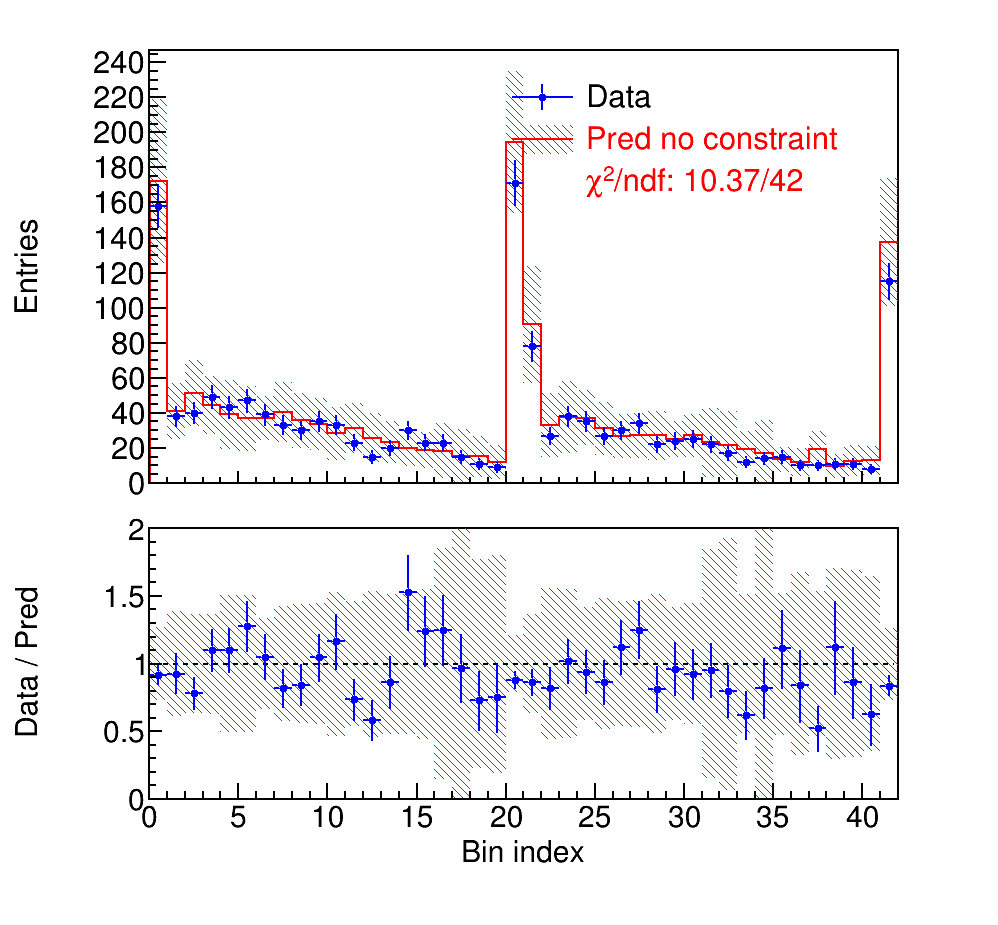 Entries
240
220
200
180
160
140
120
100
80
60
40
20
0
Data
Pred no constraint
χ²/ndf: 10.37/42
Data / Pred
2
1.5
1
0.5
0
0 5 10 15 20 25 30 35 40
Bin index